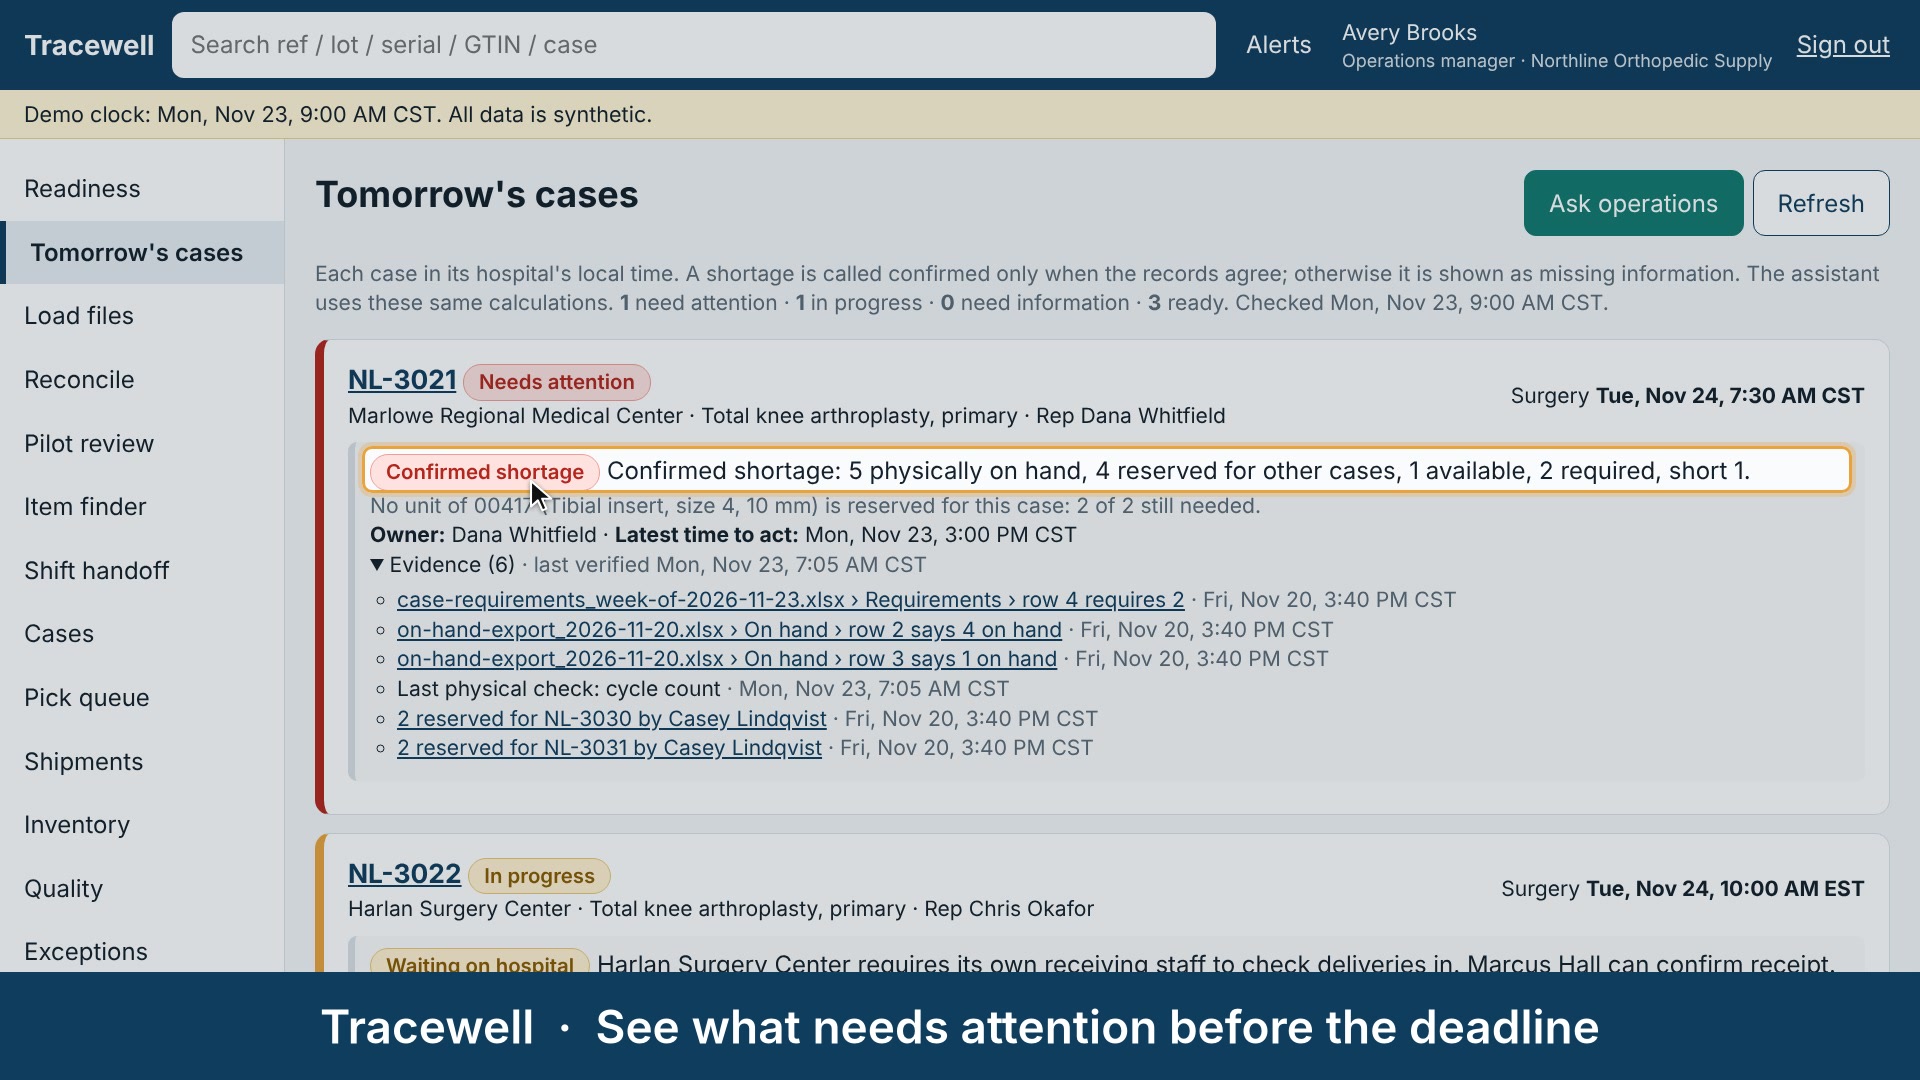 Tracewell
Search ref / lot / serial / GTIN / case
Alerts
Avery Brooks
Operations manager · Northline Orthopedic Supply
Sign out
Demo clock: Mon, Nov 23, 9:00 AM CST. All data is synthetic.
Readiness
Tomorrow's cases
Load files
Reconcile
Pilot review
Item finder
Shift handoff
Cases
Pick queue
Shipments
Inventory
Quality
Exceptions
Tomorrow's cases
Ask operations
Refresh
Each case in its hospital's local time. A shortage is called confirmed only when the records agree; otherwise it is shown as missing information. The assistant
uses these same calculations. 1 need attention · 1 in progress · 0 need information · 3 ready. Checked Mon, Nov 23, 9:00 AM CST.
NL-3021 Needs attention
Surgery Tue, Nov 24, 7:30 AM CST
Marlowe Regional Medical Center · Total knee arthroplasty, primary · Rep Dana Whitfield
Confirmed shortage Confirmed shortage: 5 physically on hand, 4 reserved for other cases, 1 available, 2 required, short 1.
No unit of 00417 (Tibial insert, size 4, 10 mm) is reserved for this case: 2 of 2 still needed.
Owner: Dana Whitfield · Latest time to act: Mon, Nov 23, 3:00 PM CST
▼ Evidence (6) · last verified Mon, Nov 23, 7:05 AM CST
case-requirements_week-of-2026-11-23.xlsx › Requirements › row 4 requires 2 · Fri, Nov 20, 3:40 PM CST
on-hand-export_2026-11-20.xlsx › On hand › row 2 says 4 on hand · Fri, Nov 20, 3:40 PM CST
on-hand-export_2026-11-20.xlsx › On hand › row 3 says 1 on hand · Fri, Nov 20, 3:40 PM CST
Last physical check: cycle count · Mon, Nov 23, 7:05 AM CST
2 reserved for NL-3030 by Casey Lindqvist · Fri, Nov 20, 3:40 PM CST
2 reserved for NL-3031 by Casey Lindqvist · Fri, Nov 20, 3:40 PM CST
NL-3022 In progress
Surgery Tue, Nov 24, 10:00 AM EST
Harlan Surgery Center · Total knee arthroplasty, primary · Rep Chris Okafor
Waiting on hospital Harlan Surgery Center requires its own receiving staff to check deliveries in. Marcus Hall can confirm receipt.
Tracewell · See what needs attention before the deadline